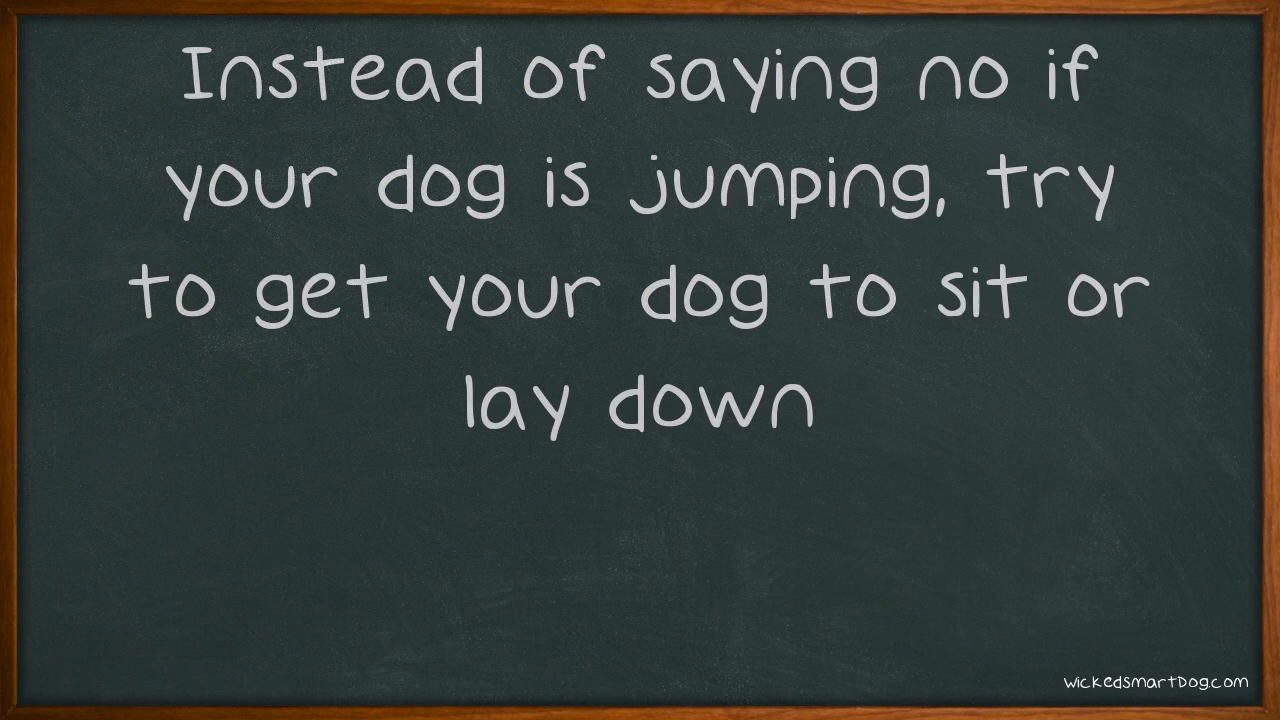 Instead of saying no if
your dog is jumping, try
to get your dog to sit or
lay down
wickedsmartDog.com